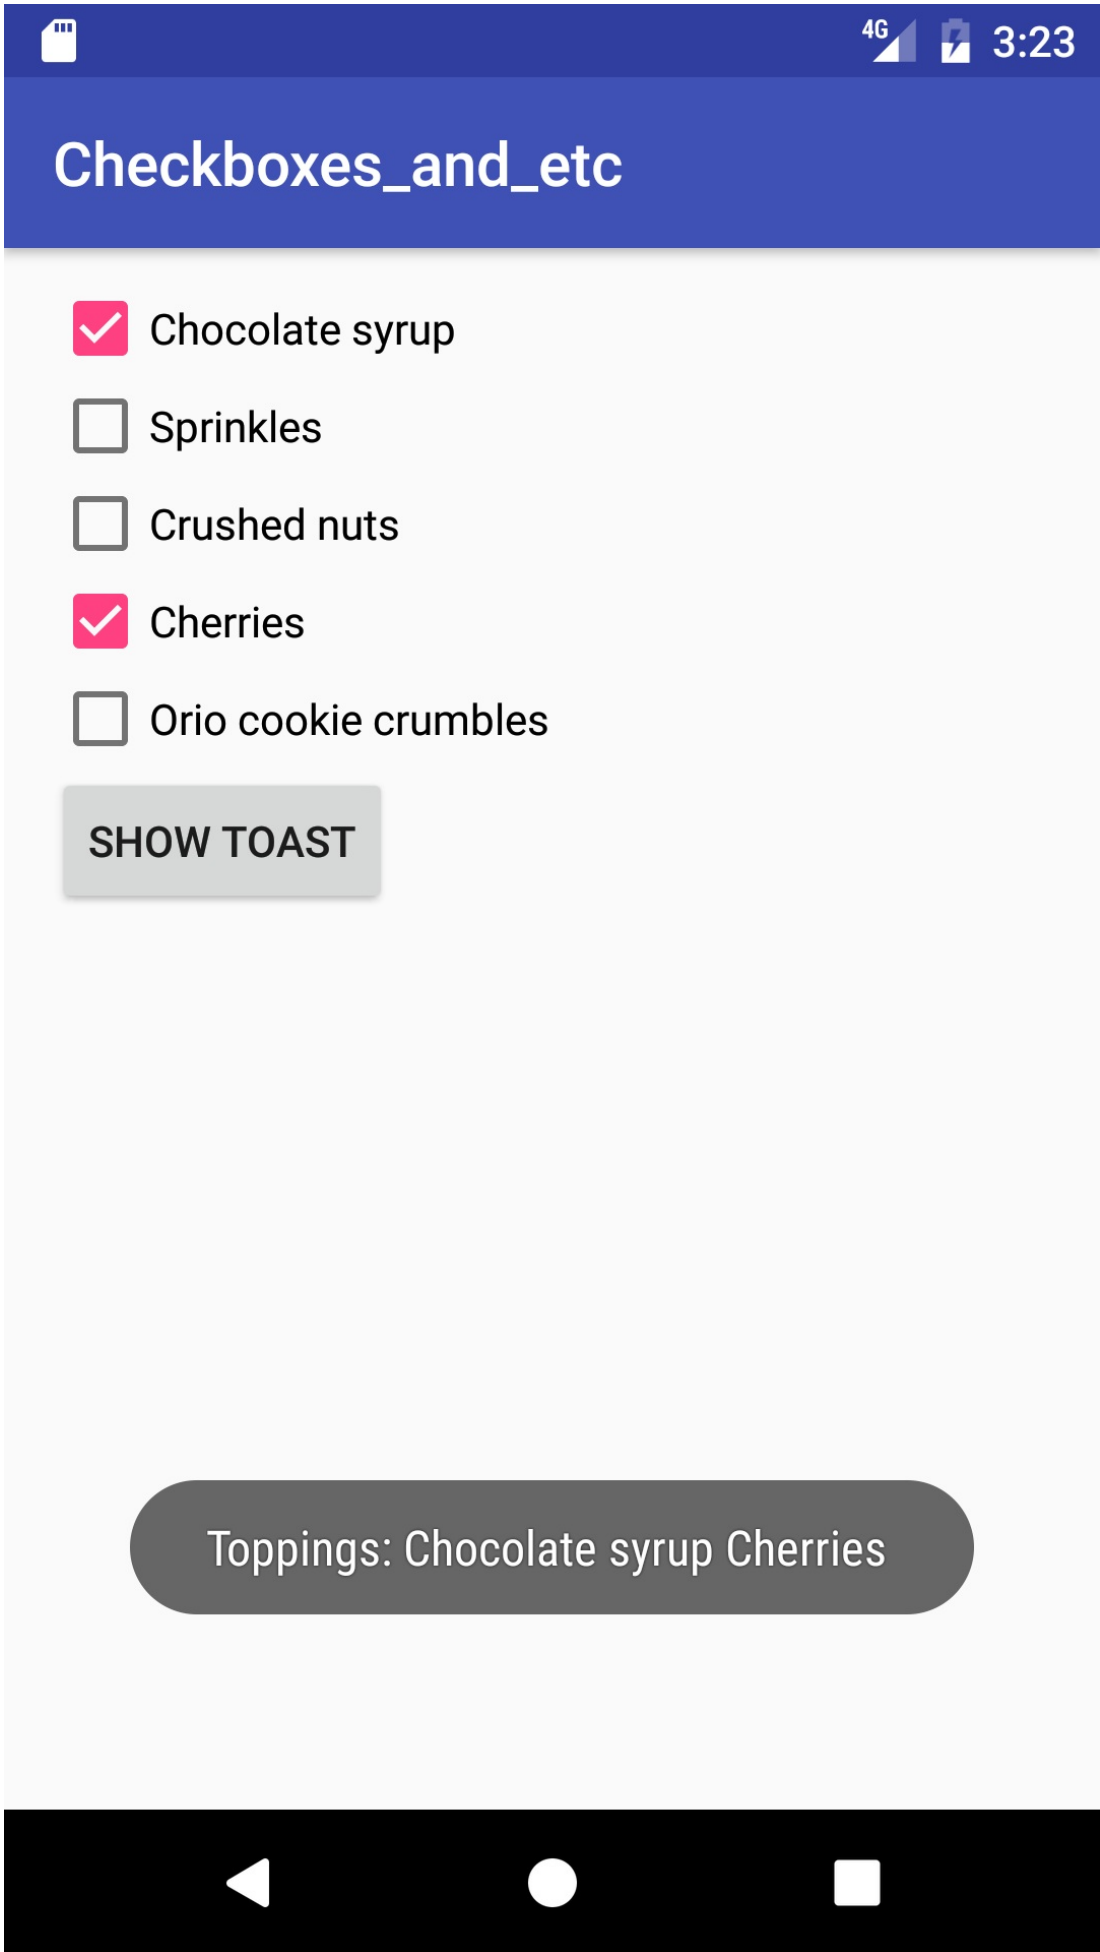 4G 3:23
Checkboxes_and_etc
Chocolate syrup
Sprinkles
Crushed nuts
Cherries
Orio cookie crumbles
SHOW TOAST
Toppings: Chocolate syrup Cherries